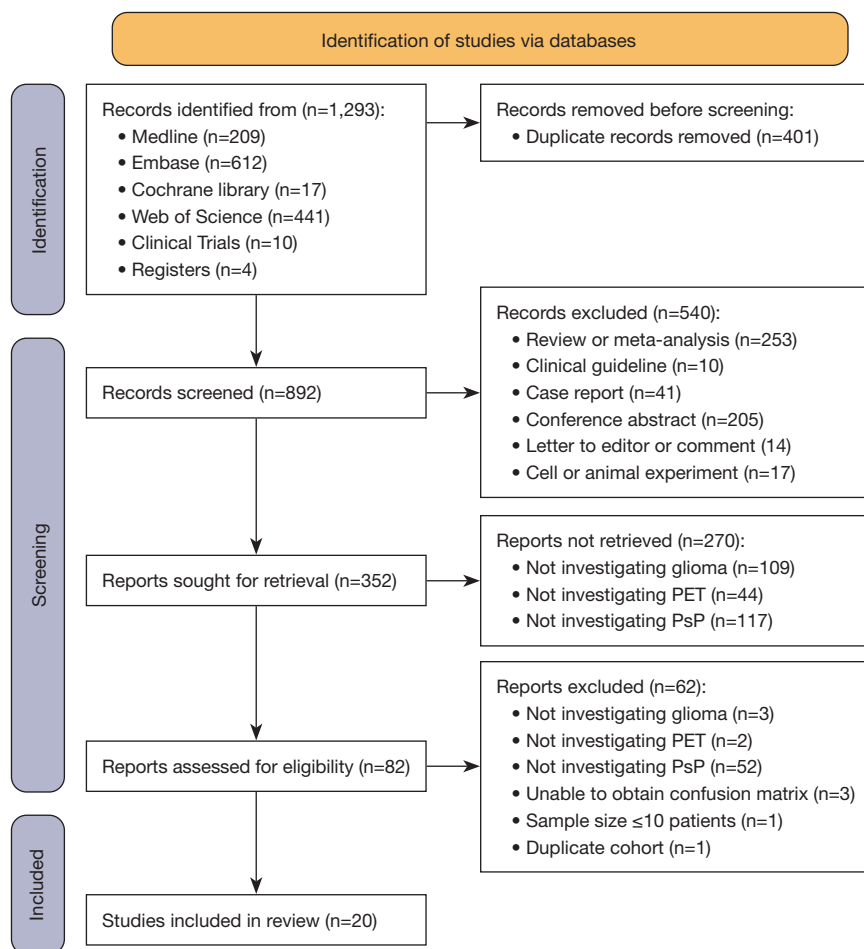 Identification of studies via databases
Identification
Records identified from (n=1,293):
• Medline (n=209)
• Embase (n=612)
• Cochrane library (n=17)
• Web of Science (n=441)
• Clinical Trials (n=10)
• Registers (n=4)
Records removed before screening:
• Duplicate records removed (n=401)
Screening
Records screened (n=892)
Records excluded (n=540):
• Review or meta-analysis (n=253)
• Clinical guideline (n=10)
• Case report (n=41)
• Conference abstract (n=205)
• Letter to editor or comment (14)
• Cell or animal experiment (n=17)
Reports sought for retrieval (n=352)
Reports not retrieved (n=270):
• Not investigating glioma (n=109)
• Not investigating PET (n=44)
• Not investigating PsP (n=117)
Reports assessed for eligibility (n=82)
Reports excluded (n=62):
• Not investigating glioma (n=3)
• Not investigating PET (n=2)
• Not investigating PsP (n=52)
• Unable to obtain confusion matrix (n=3)
• Sample size ≤10 patients (n=1)
• Duplicate cohort (n=1)
Included
Studies included in review (n=20)